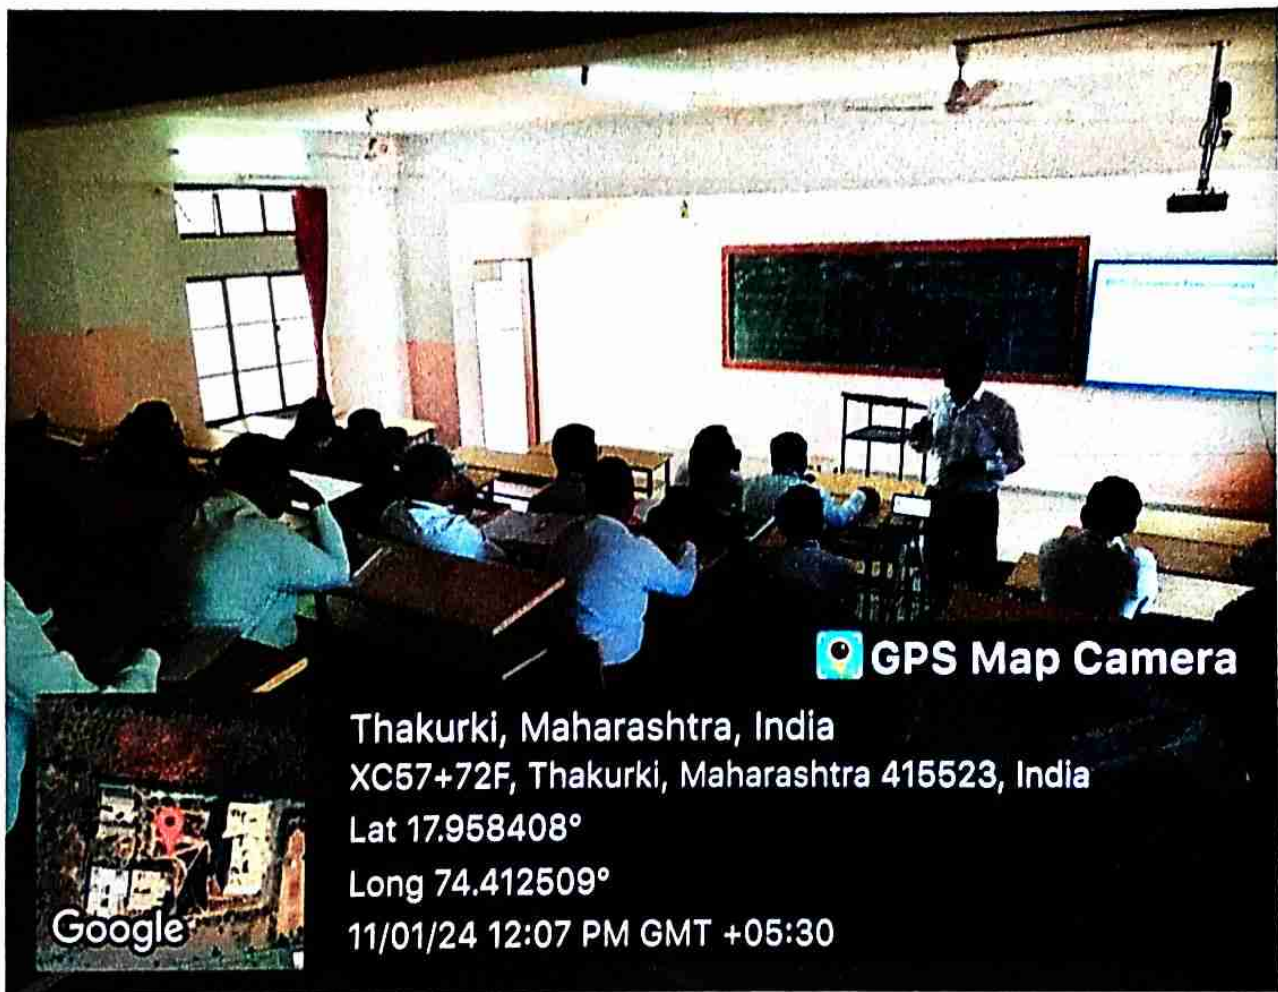 GPS Map Camera
Thakurki, Maharashtra, India
XC57+72F, Thakurki, Maharashtra 415523, India
Lat 17.958408°
Long 74.412509°
11/01/24 12:07 PM GMT +05:30
Google